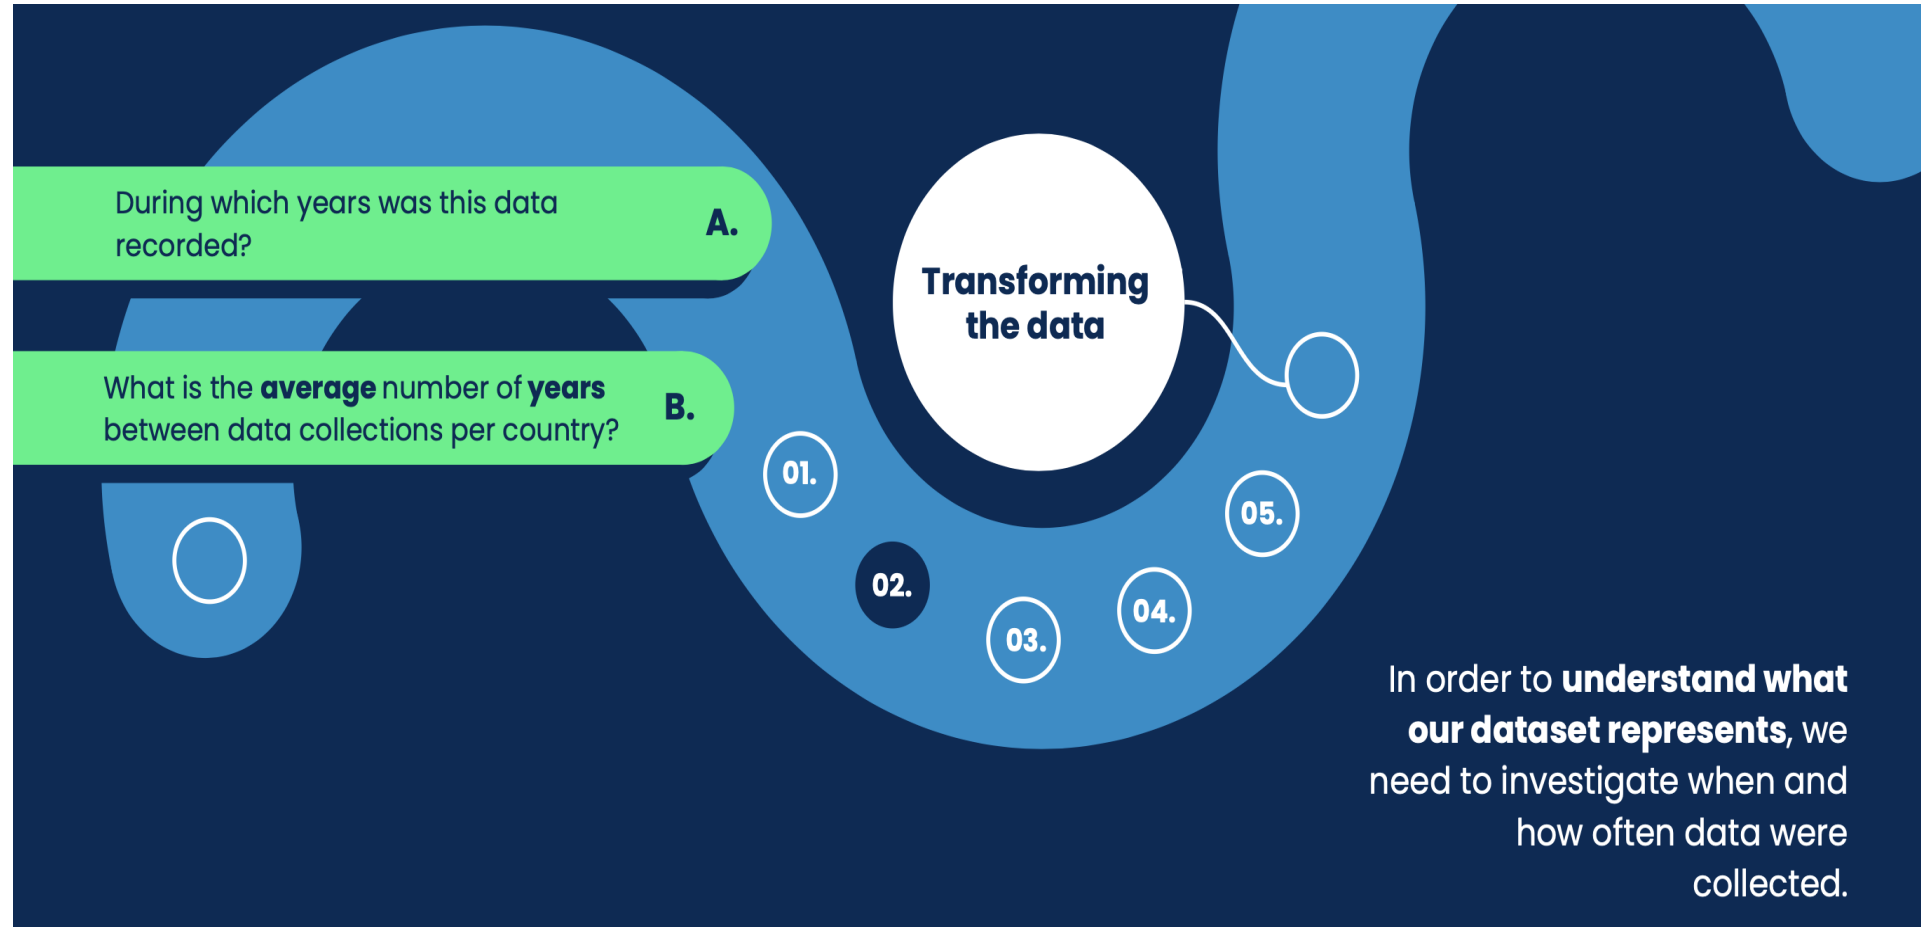 During which years was this data
recorded?
A.
What is the average number of years
between data collections per country?
B.
Transforming
the data
01.
02.
03.
04.
05.
In order to understand what
our dataset represents, we
need to investigate when and
how often data were
collected.